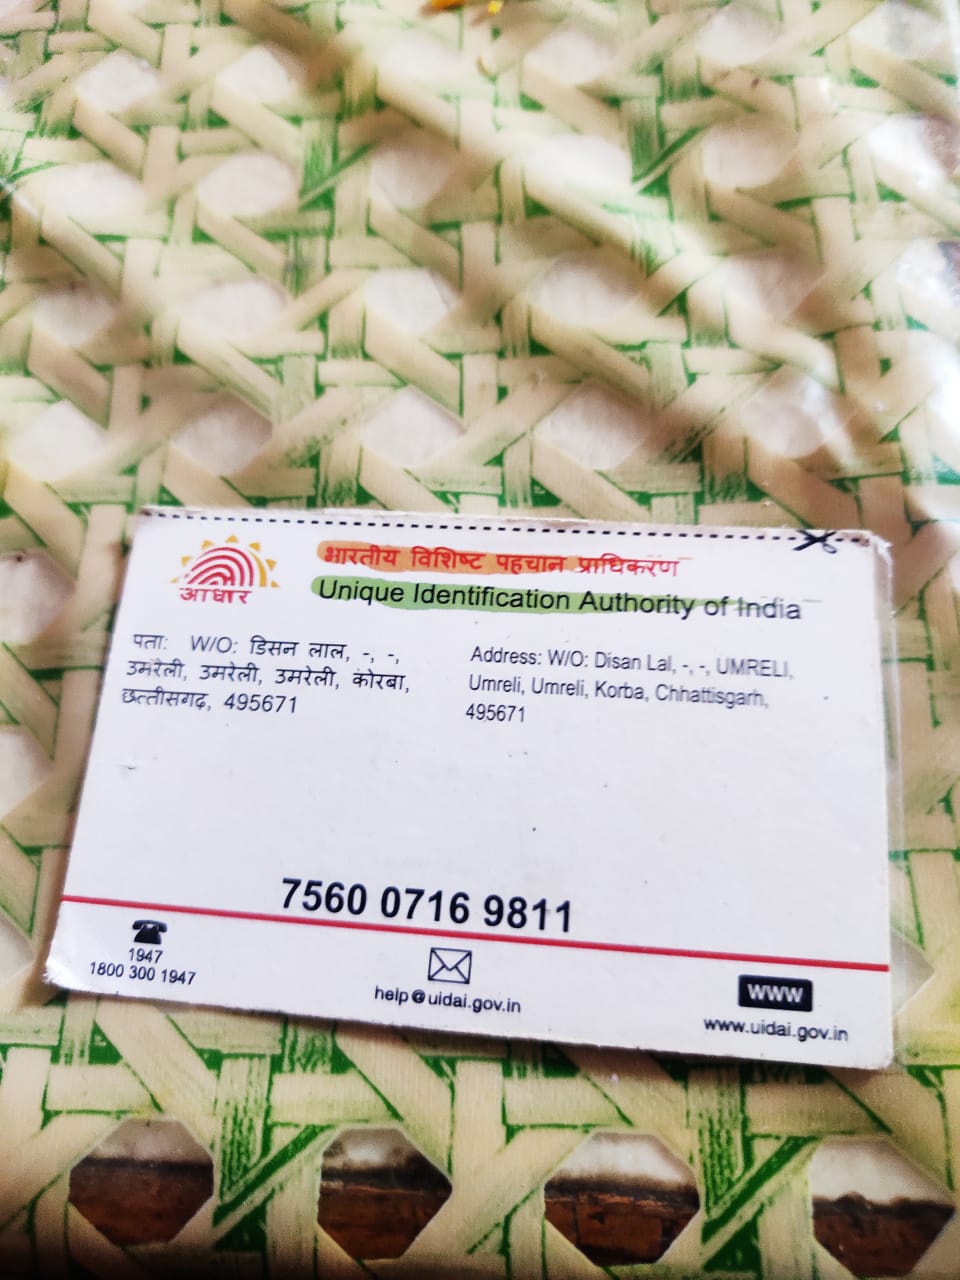 भारतीय विशिष्ट पहचान प्राधिकरण
Unique Identification Authority of India
आधार
पता: W/O: डिसन लाल, -, -,
उमरेली, उमरेली, उमरेली, कोरबा,
छत्तीसगढ़, 495671
Address: W/O: Disan Lal, -, -, UMRELI,
Umreli, Umreli, Korba, Chhattisgarh,
495671
7560 0716 9811
1947
1800 300 1947
help@uidai.gov.in
www
www.uidai.gov.in